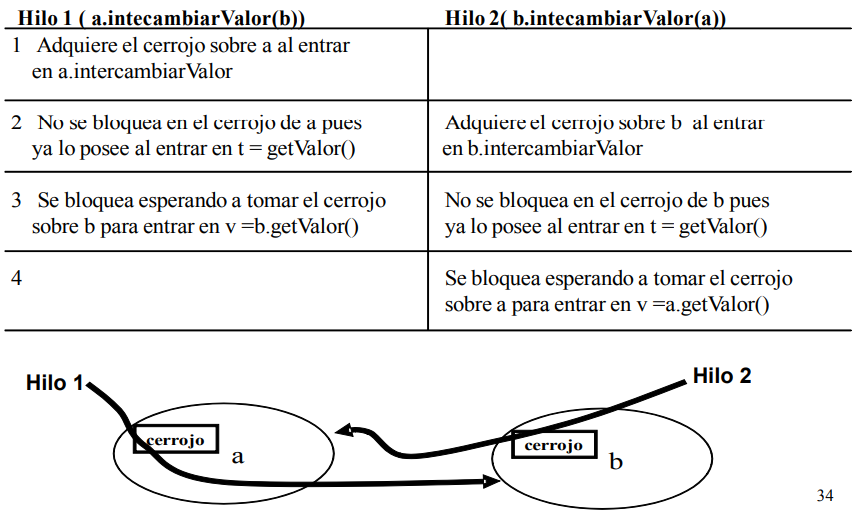 Hilo 1 ( a.intecambiarValor(b))
Hilo 2( b.intecambiarValor(a))
1 Adquiere el cerrojo sobre a al entrar
en a.intercambiarValor
2 No se bloquea en el cerrojo de a pues
ya lo posee al entrar en t = getValor()
Adquiere el cerrojo sobre b al entrar
en b.intercambiarValor
3 Se bloquea esperando a tomar el cerrojo
sobre b para entrar en v =b.getValor()
No se bloquea en el cerrojo de b pues
ya lo posee al entrar en t = getValor()
4
Se bloquea esperando a tomar el cerrojo
sobre a para entrar en v =a.getValor()
Hilo 1
Hilo 2
cerrojo
a
cerrojo
b
34